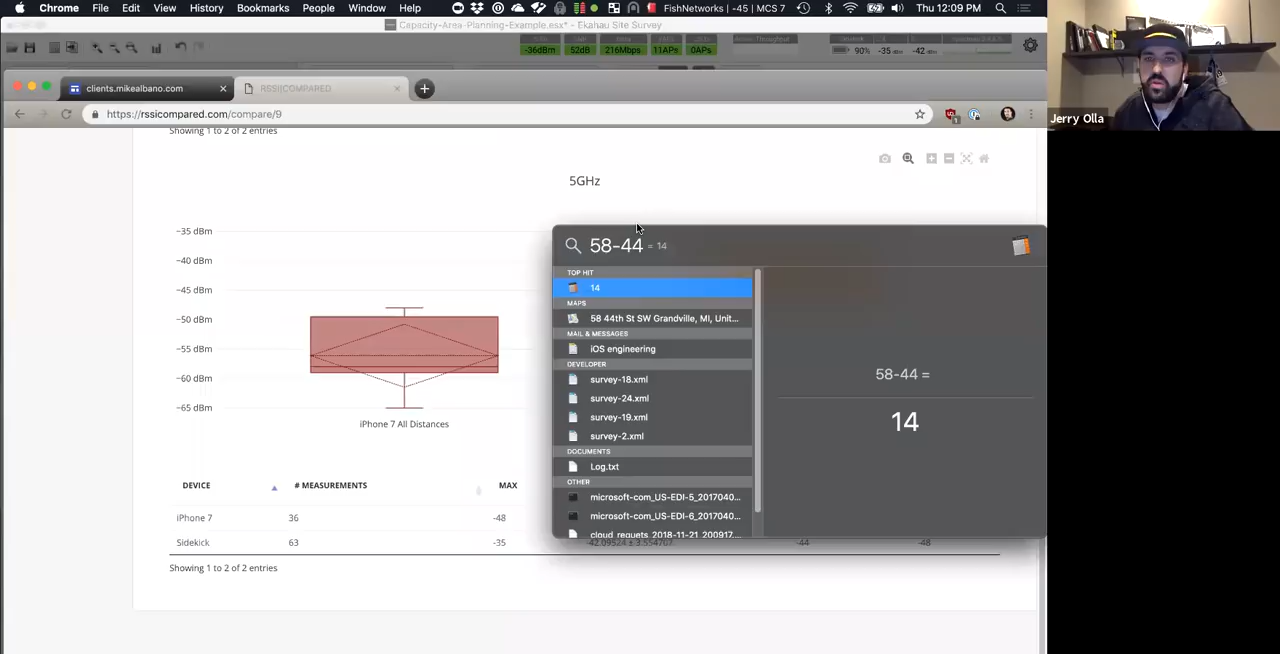 Chrome File Edit View History Bookmarks People Window Help FishNetworks | -45 | MCS 7 Thu 12:09 PM
Capacity-Area-Planning-Example.esx* - Ekahau Site Survey
-36dBm 52dB 216Mbps 11APs 0APs 90% -35 dBm -42 dBm
clients.mikealbano.com
RSSI|COMPARED
https://rssicompared.com/compare/9
Jerry Olla
Showing 1 to 2 of 2 entries
5GHz
−35 dBm
−40 dBm
−45 dBm
−50 dBm
−55 dBm
−60 dBm
−65 dBm
iPhone 7 All Distances
58-44 = 14
TOP HIT
14
MAPS
58 44th St SW Grandville, MI, Unit...
MAIL & MESSAGES
iOS engineering
DEVELOPER
survey-18.xml
survey-24.xml
survey-19.xml
survey-2.xml
DOCUMENTS
Log.txt
OTHER
microsoft-com_US-EDI-5_2017040...
microsoft-com_US-EDI-6_2017040...
cloud_requets_2018-11-21_200917...
58-44 =
14
DEVICE # MEASUREMENTS MAX
iPhone 7 36 -48
Sidekick 63 -35 -44 -48
Showing 1 to 2 of 2 entries